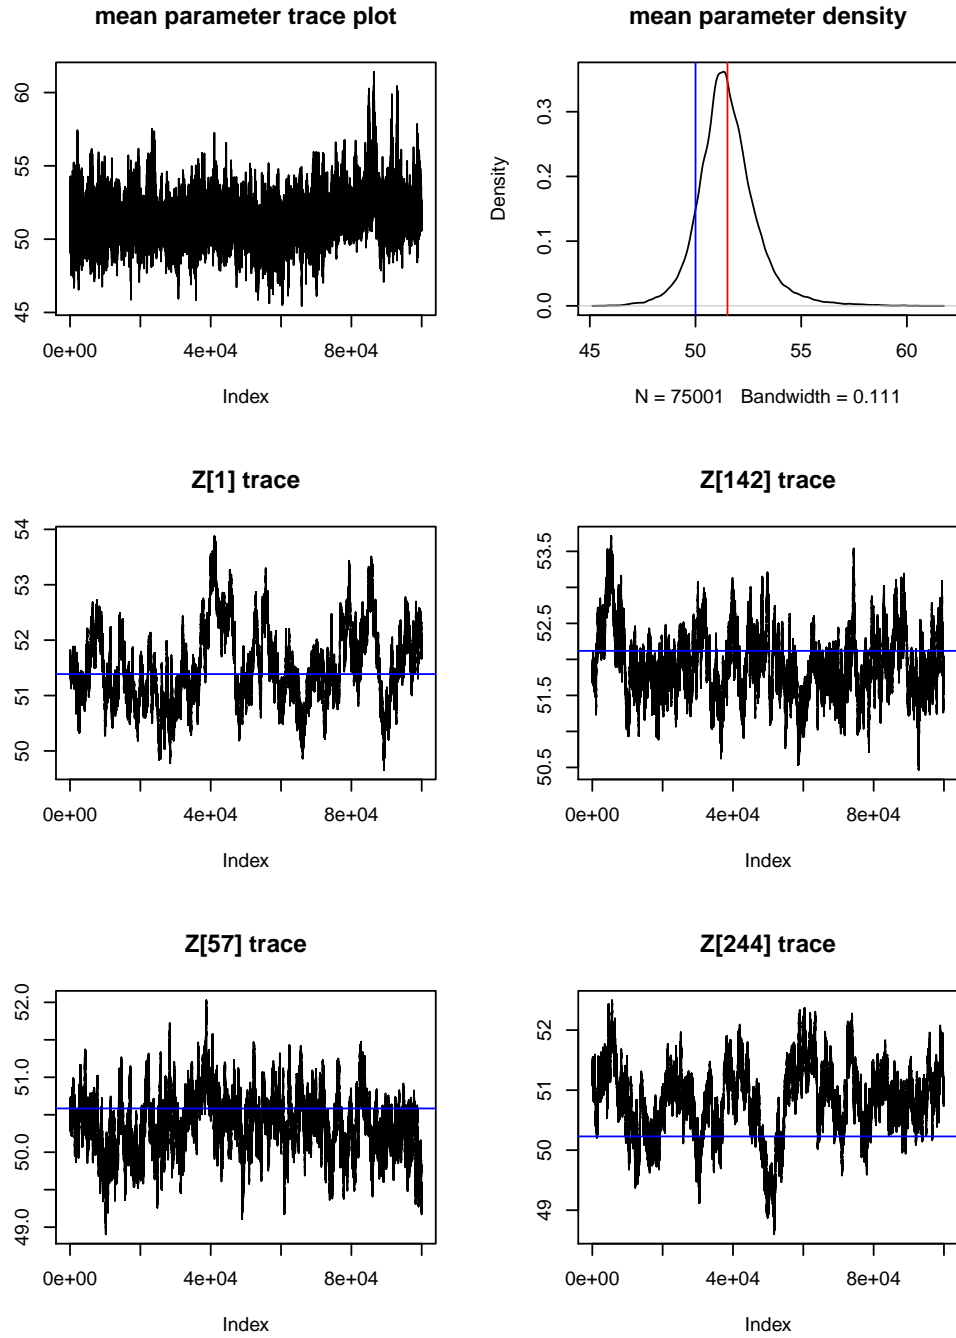 mean parameter trace plot
45 50 55 60
0e+00 4e+04 8e+04
Index
mean parameter density
Density
0.0 0.1 0.2 0.3
45 50 55 60
N = 75001 Bandwidth = 0.111
Z[1] trace
50 51 52 53 54
0e+00 4e+04 8e+04
Index
Z[142] trace
50.5 51.5 52.5 53.5
0e+00 4e+04 8e+04
Index
Z[57] trace
49.0 50.0 51.0 52.0
0e+00 4e+04 8e+04
Index
Z[244] trace
49 50 51 52
0e+00 4e+04 8e+04
Index